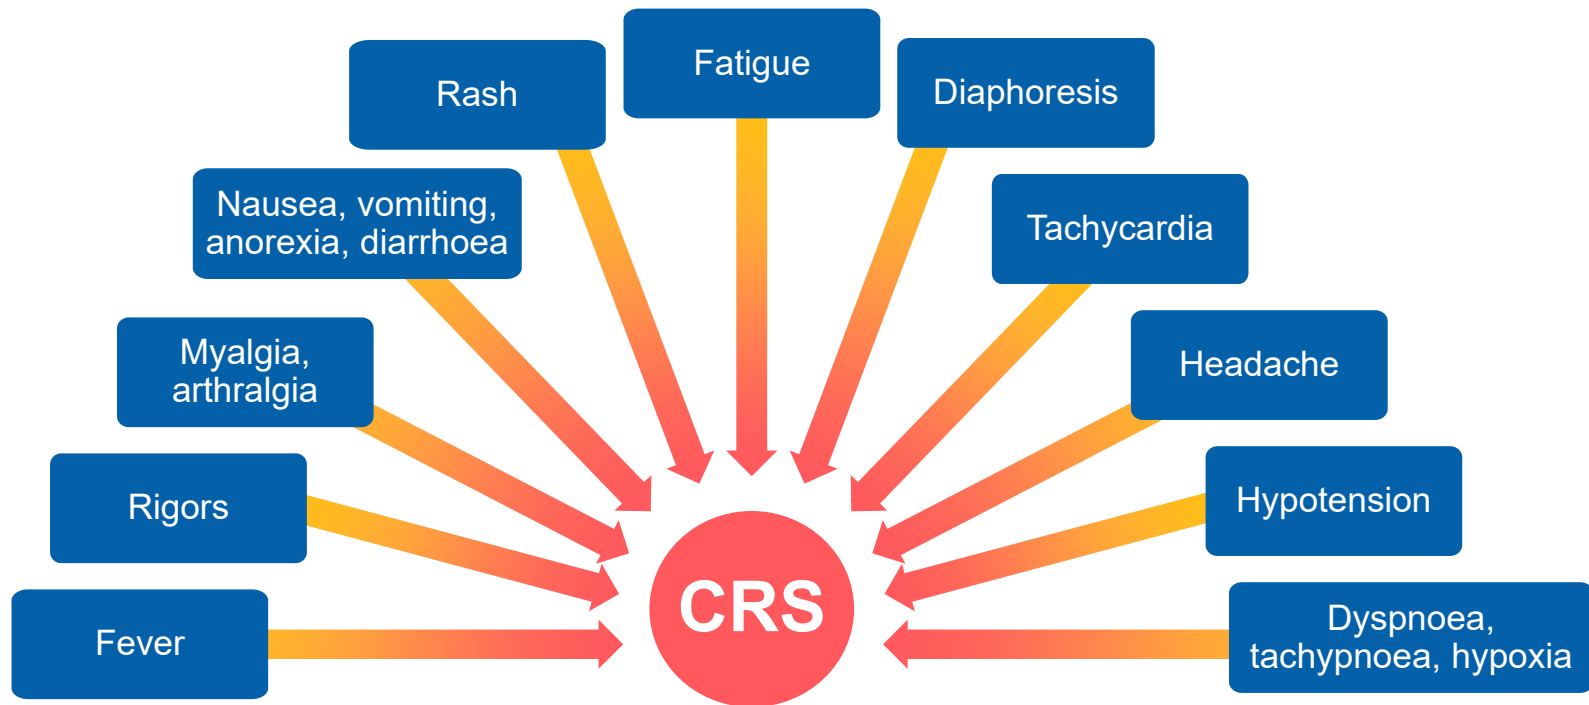 Fatigue
Rash
Diaphoresis
Nausea, vomiting,
anorexia, diarrhoea
Tachycardia
Myalgia,
arthralgia
Headache
Rigors
Hypotension
CRS
Fever
Dyspnoea,
tachypnoea, hypoxia